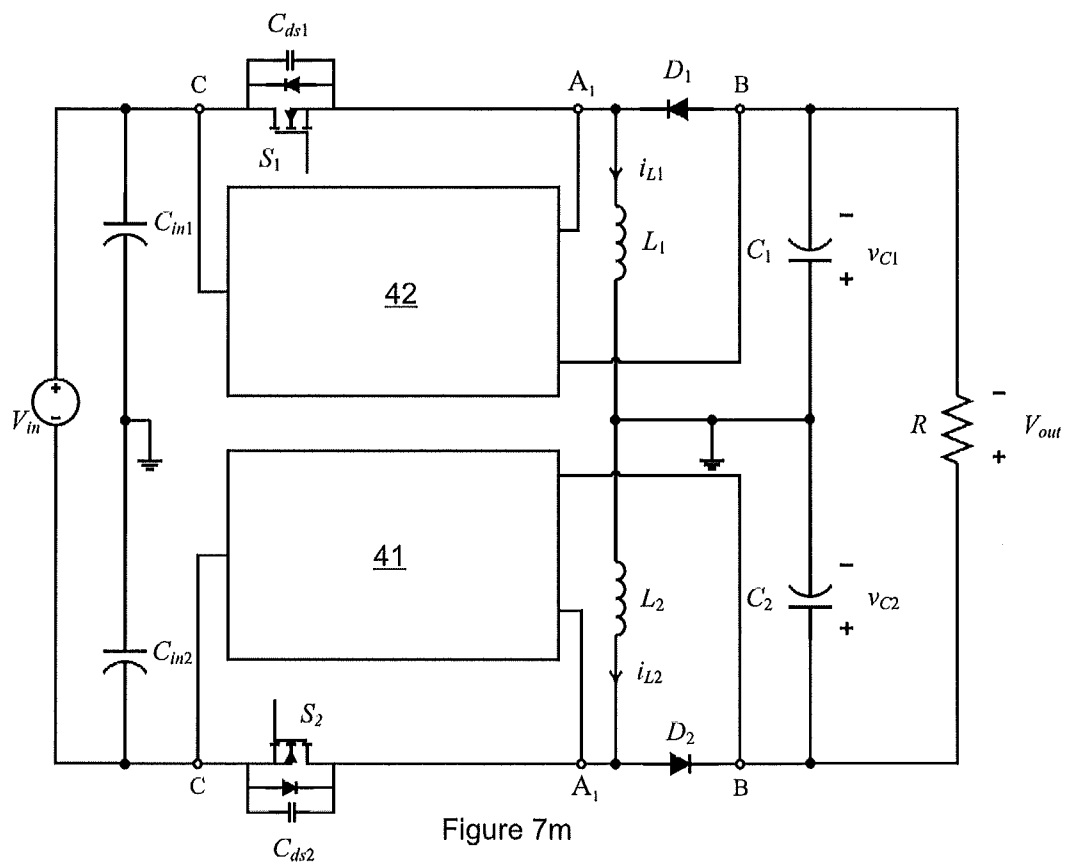 Cds1
C
A1
D1
B
S1
iL1
Cin1
L1
C1
−
vC1
+
42
+
−
Vin
R
−
Vout
+
41
L2
C2
−
vC2
+
Cin2
iL2
S2
D2
C
A1
B
Cds2
Figure 7m